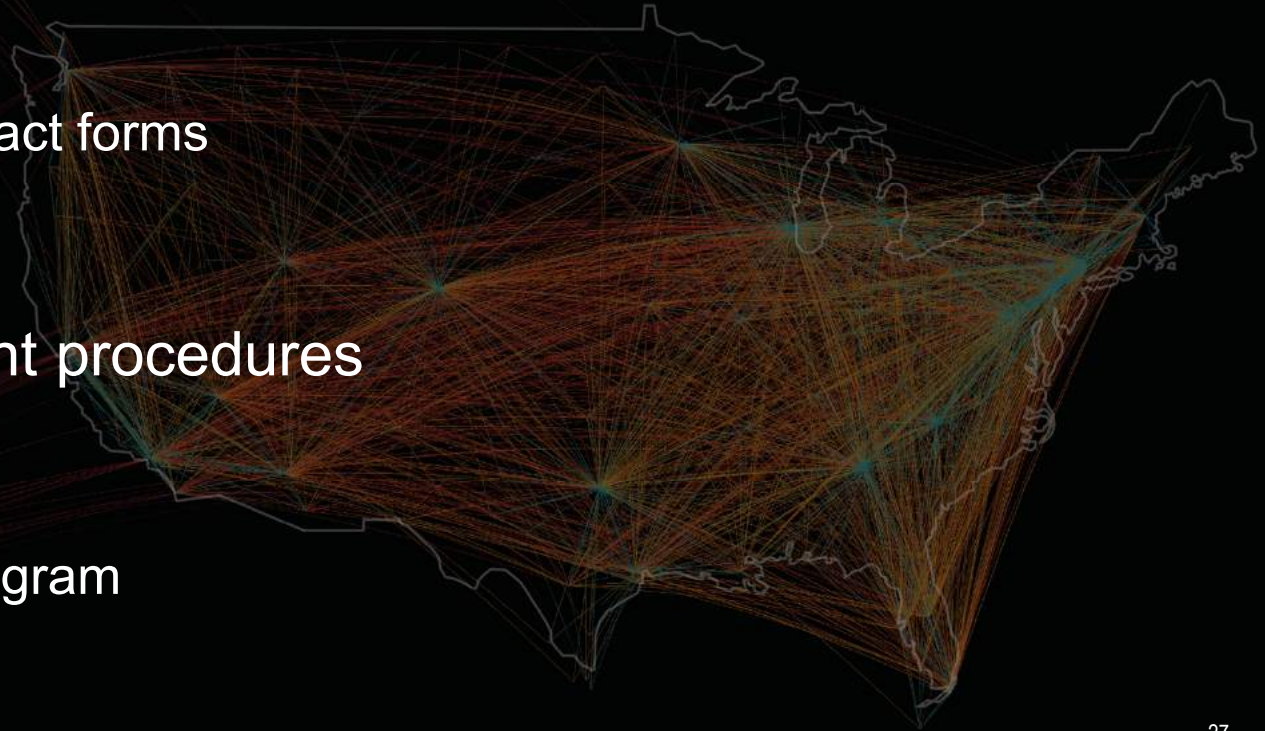 act forms
nt procedures
gram
27